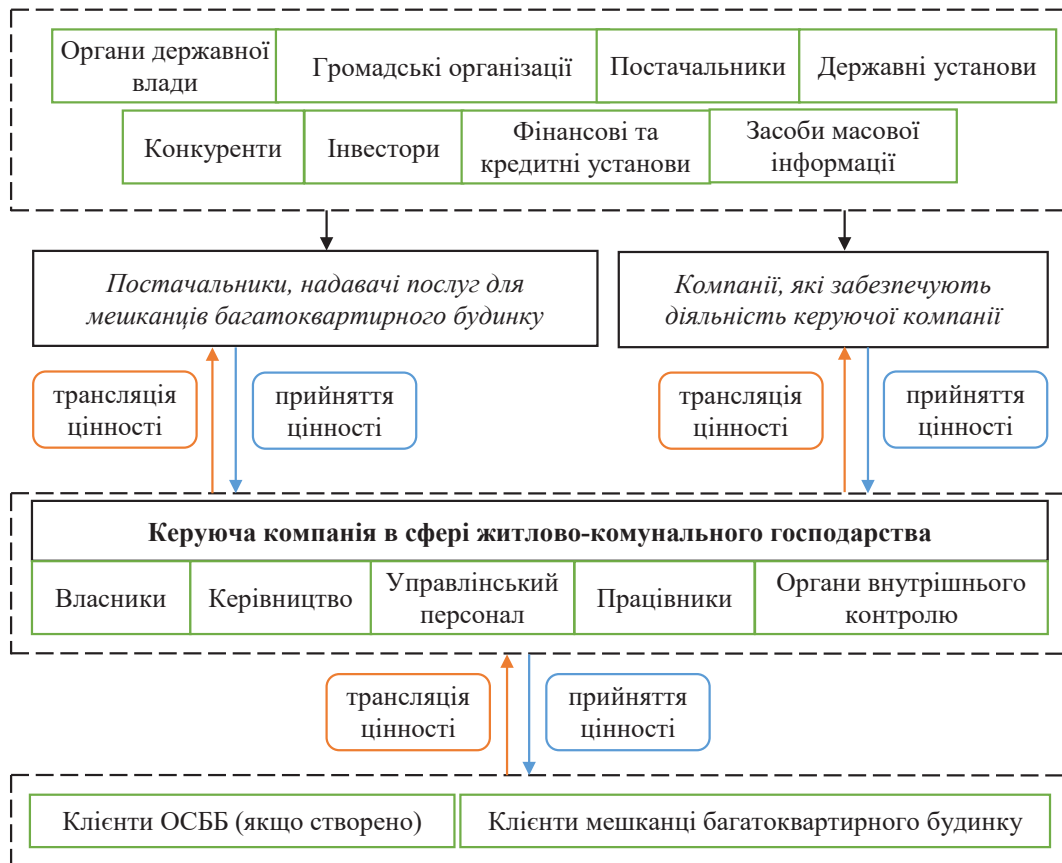 Органи державної
влади
Громадські організації
Постачальники
Державні установи
Конкуренти
Інвестори
Фінансові та
кредитні установи
Засоби масової
інформації
Постачальники, надавачі послуг для
мешканців багатоквартирного будинку
Компанії, які забезпечують
діяльність керуючої компанії
трансляція
цінності
прийняття
цінності
трансляція
цінності
прийняття
цінності
Керуюча компанія в сфері житлово-комунального господарства
Власники
Керівництво
Управлінський
персонал
Працівники
Органи внутрішнього
контролю
трансляція
цінності
прийняття
цінності
Клієнти ОСББ (якщо створено)
Клієнти мешканці багатоквартирного будинку